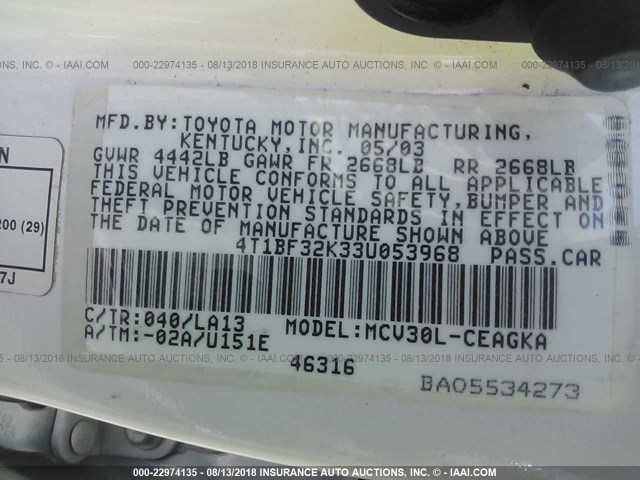 000-22974135 - 08/13/2018 - INSURANCE AUTO AUCTIONS, INC. - © IAAI.COM
MFD.BY:TOYOTA MOTOR MANUFACTURING,
KENTUCKY,INC. 05/03
GVWR 4442LB GAWR FR 2668LB RR 2668LB
THIS VEHICLE CONFORMS TO ALL APPLICABLE
FEDERAL MOTOR VEHICLE SAFETY,BUMPER AND
THEFT PREVENTION STANDARDS IN EFFECT ON
THE DATE OF MANUFACTURE SHOWN ABOVE
4T1BF32K33U053968 PASS.CAR
C/TR:040/LA13 MODEL:MCV30L-CEAGKA
A/TM:-02A/U151E
46316
BA05534273
N
200 (29)
7J
000-22974135 - 08/13/2018 - INSURANCE AUTO AUCTIONS, INC. - © IAAI.COM